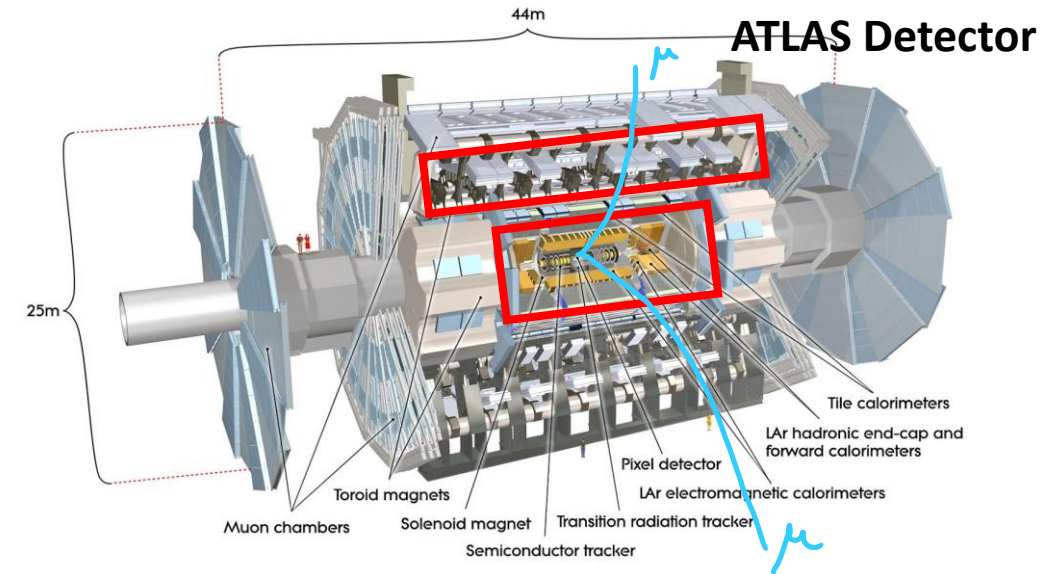 44m
ATLAS Detector
μ
25m
Tile calorimeters
LAr hadronic end-cap and
forward calorimeters
Pixel detector
LAr electromagnetic calorimeters
Toroid magnets
Muon chambers
Solenoid magnet
Transition radiation tracker
Semiconductor tracker
μ